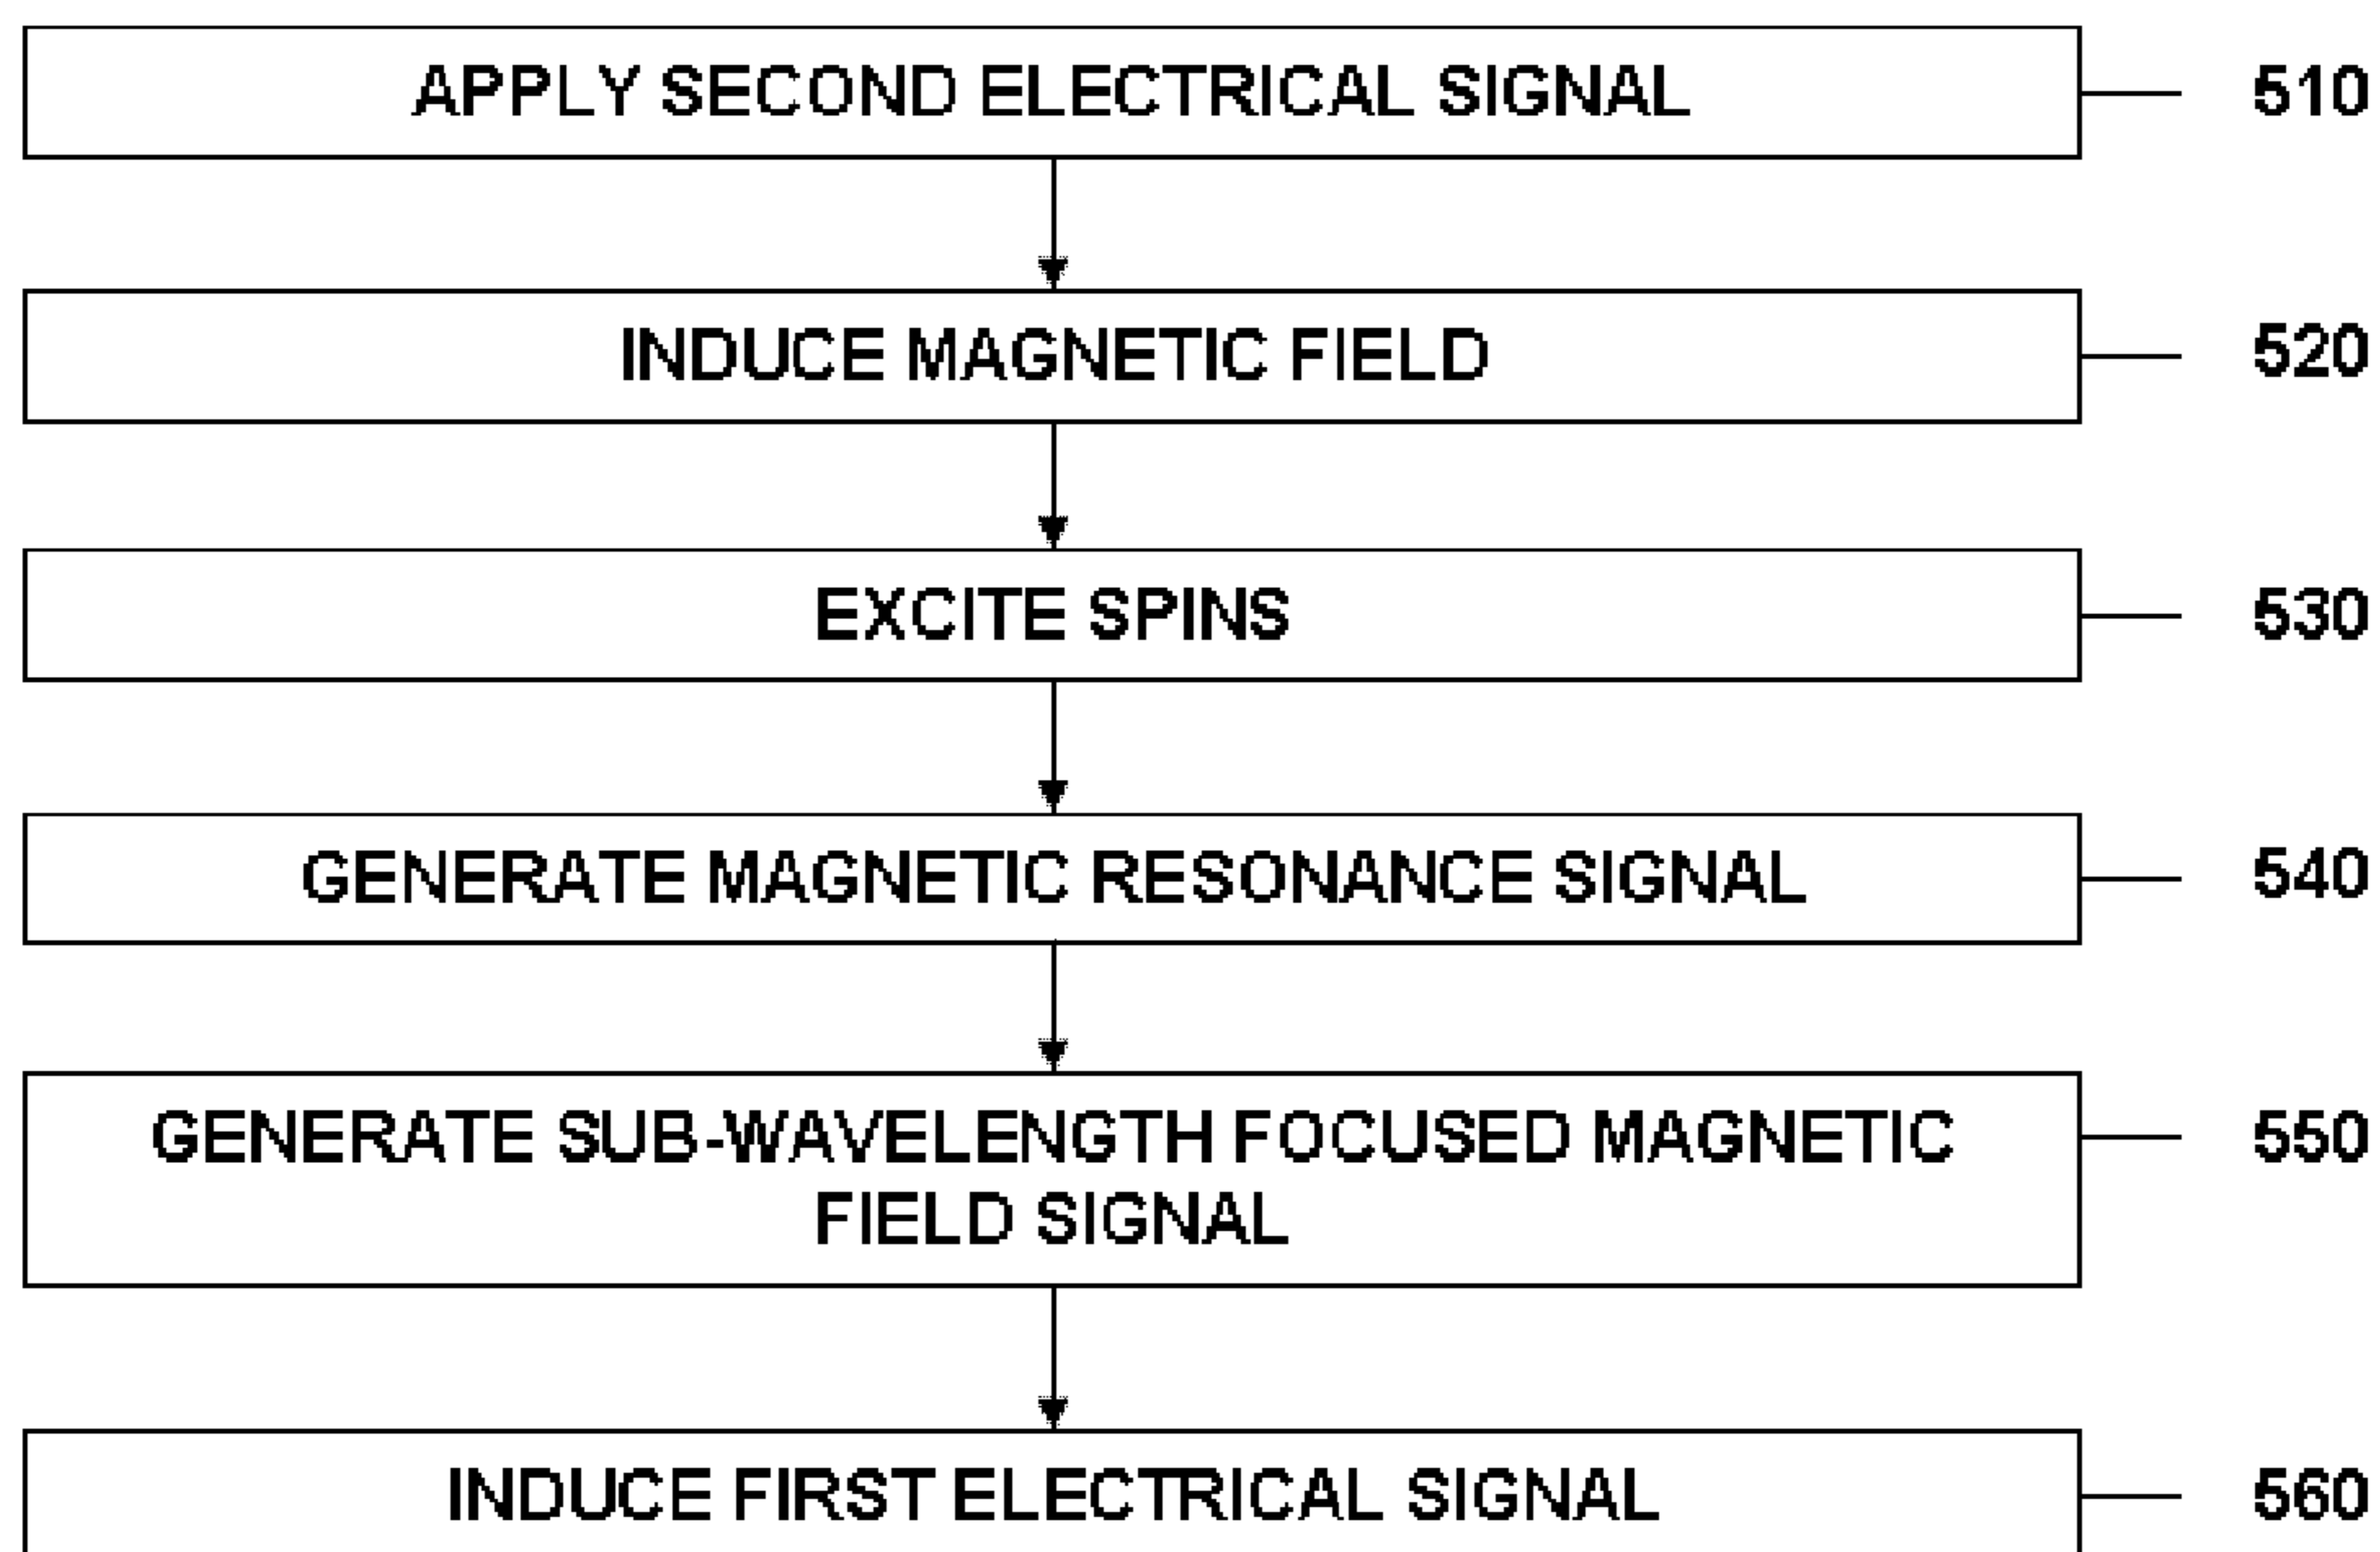 APPLY SECOND ELECTRICAL SIGNAL 510
INDUCE MAGNETIC FIELD 520
EXCITE SPINS 530
GENERATE MAGNETIC RESONANCE SIGNAL 540
GENERATE SUB-WAVELENGTH FOCUSED MAGNETIC 550
FIELD SIGNAL
INDUCE FIRST ELECTRICAL SIGNAL 560